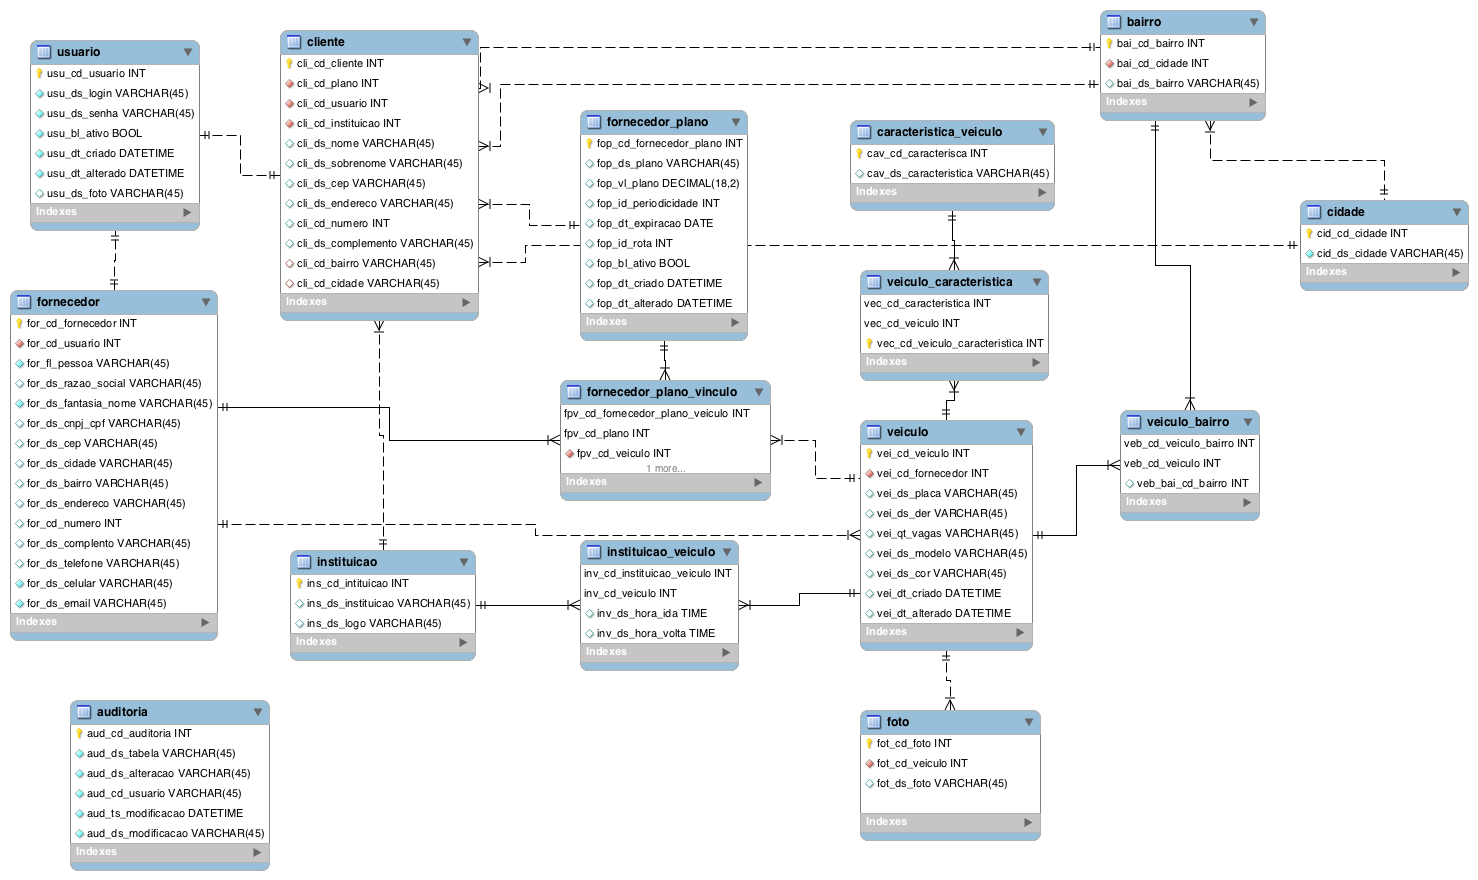 usuario
usu_cd_usuario INT
usu_ds_login VARCHAR(45)
usu_ds_senha VARCHAR(45)
usu_bl_ativo BOOL
usu_dt_criado DATETIME
usu_dt_alterado DATETIME
usu_ds_foto VARCHAR(45)
Indexes
cliente
cli_cd_cliente INT
cli_cd_plano INT
cli_cd_usuario INT
cli_cd_instituicao INT
cli_ds_nome VARCHAR(45)
cli_ds_sobrenome VARCHAR(45)
cli_ds_cep VARCHAR(45)
cli_ds_endereco VARCHAR(45)
cli_cd_numero INT
cli_ds_complemento VARCHAR(45)
cli_cd_bairro VARCHAR(45)
cli_cd_cidade VARCHAR(45)
Indexes
bairro
bai_cd_bairro INT
bai_cd_cidade INT
bai_ds_bairro VARCHAR(45)
Indexes
fornecedor_plano
fop_cd_fornecedor_plano INT
fop_ds_plano VARCHAR(45)
fop_vl_plano DECIMAL(18,2)
fop_id_periodicidade INT
fop_dt_expiracao DATE
fop_id_rota INT
fop_bl_ativo BOOL
fop_dt_criado DATETIME
fop_dt_alterado DATETIME
Indexes
caracteristica_veiculo
cav_cd_caracterisca INT
cav_ds_caracteristica VARCHAR(45)
Indexes
cidade
cid_cd_cidade INT
cid_ds_cidade VARCHAR(45)
Indexes
veiculo_caracteristica
vec_cd_caracteristica INT
vec_cd_veiculo INT
vec_cd_veiculo_caracteristica INT
Indexes
fornecedor
for_cd_fornecedor INT
for_cd_usuario INT
for_fl_pessoa VARCHAR(45)
for_ds_razao_social VARCHAR(45)
for_ds_fantasia_nome VARCHAR(45)
for_ds_cnpj_cpf VARCHAR(45)
for_ds_cep VARCHAR(45)
for_ds_cidade VARCHAR(45)
for_ds_bairro VARCHAR(45)
for_ds_endereco VARCHAR(45)
for_cd_numero INT
for_ds_complento VARCHAR(45)
for_ds_telefone VARCHAR(45)
for_ds_celular VARCHAR(45)
for_ds_email VARCHAR(45)
Indexes
fornecedor_plano_vinculo
fpv_cd_fornecedor_plano_veiculo INT
fpv_cd_plano INT
fpv_cd_veiculo INT
1 more...
Indexes
veiculo
vei_cd_veiculo INT
vei_cd_fornecedor INT
vei_ds_placa VARCHAR(45)
vei_ds_der VARCHAR(45)
vei_qt_vagas VARCHAR(45)
vei_ds_modelo VARCHAR(45)
vei_ds_cor VARCHAR(45)
vei_dt_criado DATETIME
vei_dt_alterado DATETIME
Indexes
veiculo_bairro
veb_cd_veiculo_bairro INT
veb_cd_veiculo INT
veb_bai_cd_bairro INT
Indexes
instituicao
ins_cd_intituicao INT
ins_ds_instituicao VARCHAR(45)
ins_ds_logo VARCHAR(45)
Indexes
instituicao_veiculo
inv_cd_instituicao_veiculo INT
inv_cd_veiculo INT
inv_ds_hora_ida TIME
inv_ds_hora_volta TIME
Indexes
auditoria
aud_cd_auditoria INT
aud_ds_tabela VARCHAR(45)
aud_ds_alteracao VARCHAR(45)
aud_cd_usuario VARCHAR(45)
aud_ts_modificacao DATETIME
aud_ds_modificacao VARCHAR(45)
Indexes
foto
fot_cd_foto INT
fot_cd_veiculo INT
fot_ds_foto VARCHAR(45)
Indexes